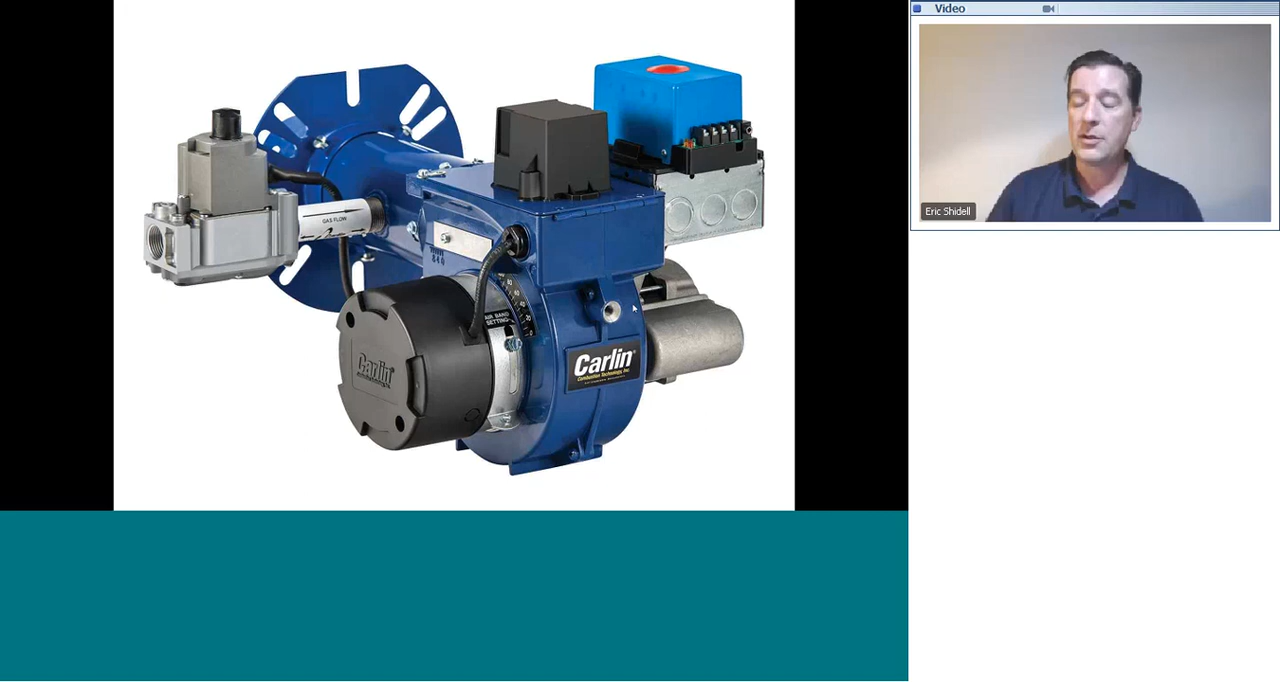 Video
Eric Shidell
GAS FLOW
AIR BAND
SETTING
Carlin
Carlin
Combustion Technology, Inc.